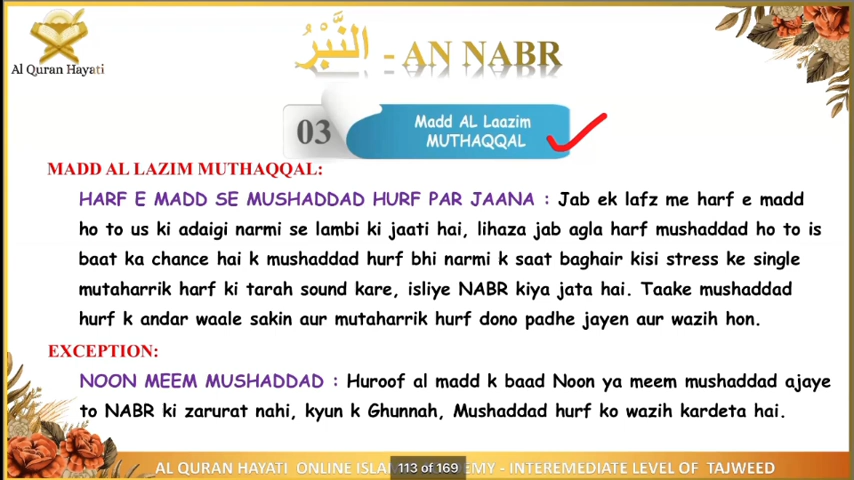 Al Quran Hayati
النَّبْرُ - AN NABR
03
Madd AL Laazim
MUTHAQQAL
MADD AL LAZIM MUTHAQQAL:
HARF E MADD SE MUSHADDAD HURF PAR JAANA : Jab ek lafz me harf e madd
ho to us ki adaigi narmi se lambi ki jaati hai, lihaza jab agla harf mushaddad ho to is
baat ka chance hai k mushaddad hurf bhi narmi k saat baghair kisi stress ke single
mutaharrik harf ki tarah sound kare, isliye NABR kiya jata hai. Taake mushaddad
hurf k andar waale sakin aur mutaharrik hurf dono padhe jayen aur wazih hon.
EXCEPTION:
NOON MEEM MUSHADDAD : Huroof al madd k baad Noon ya meem mushaddad ajaye
to NABR ki zarurat nahi, kyun k Ghunnah, Mushaddad hurf ko wazih kardeta hai.
113 of 169
AL QURAN HAYATI ONLINE ISLA EMY - INTEREMEDIATE LEVEL OF TAJWEED